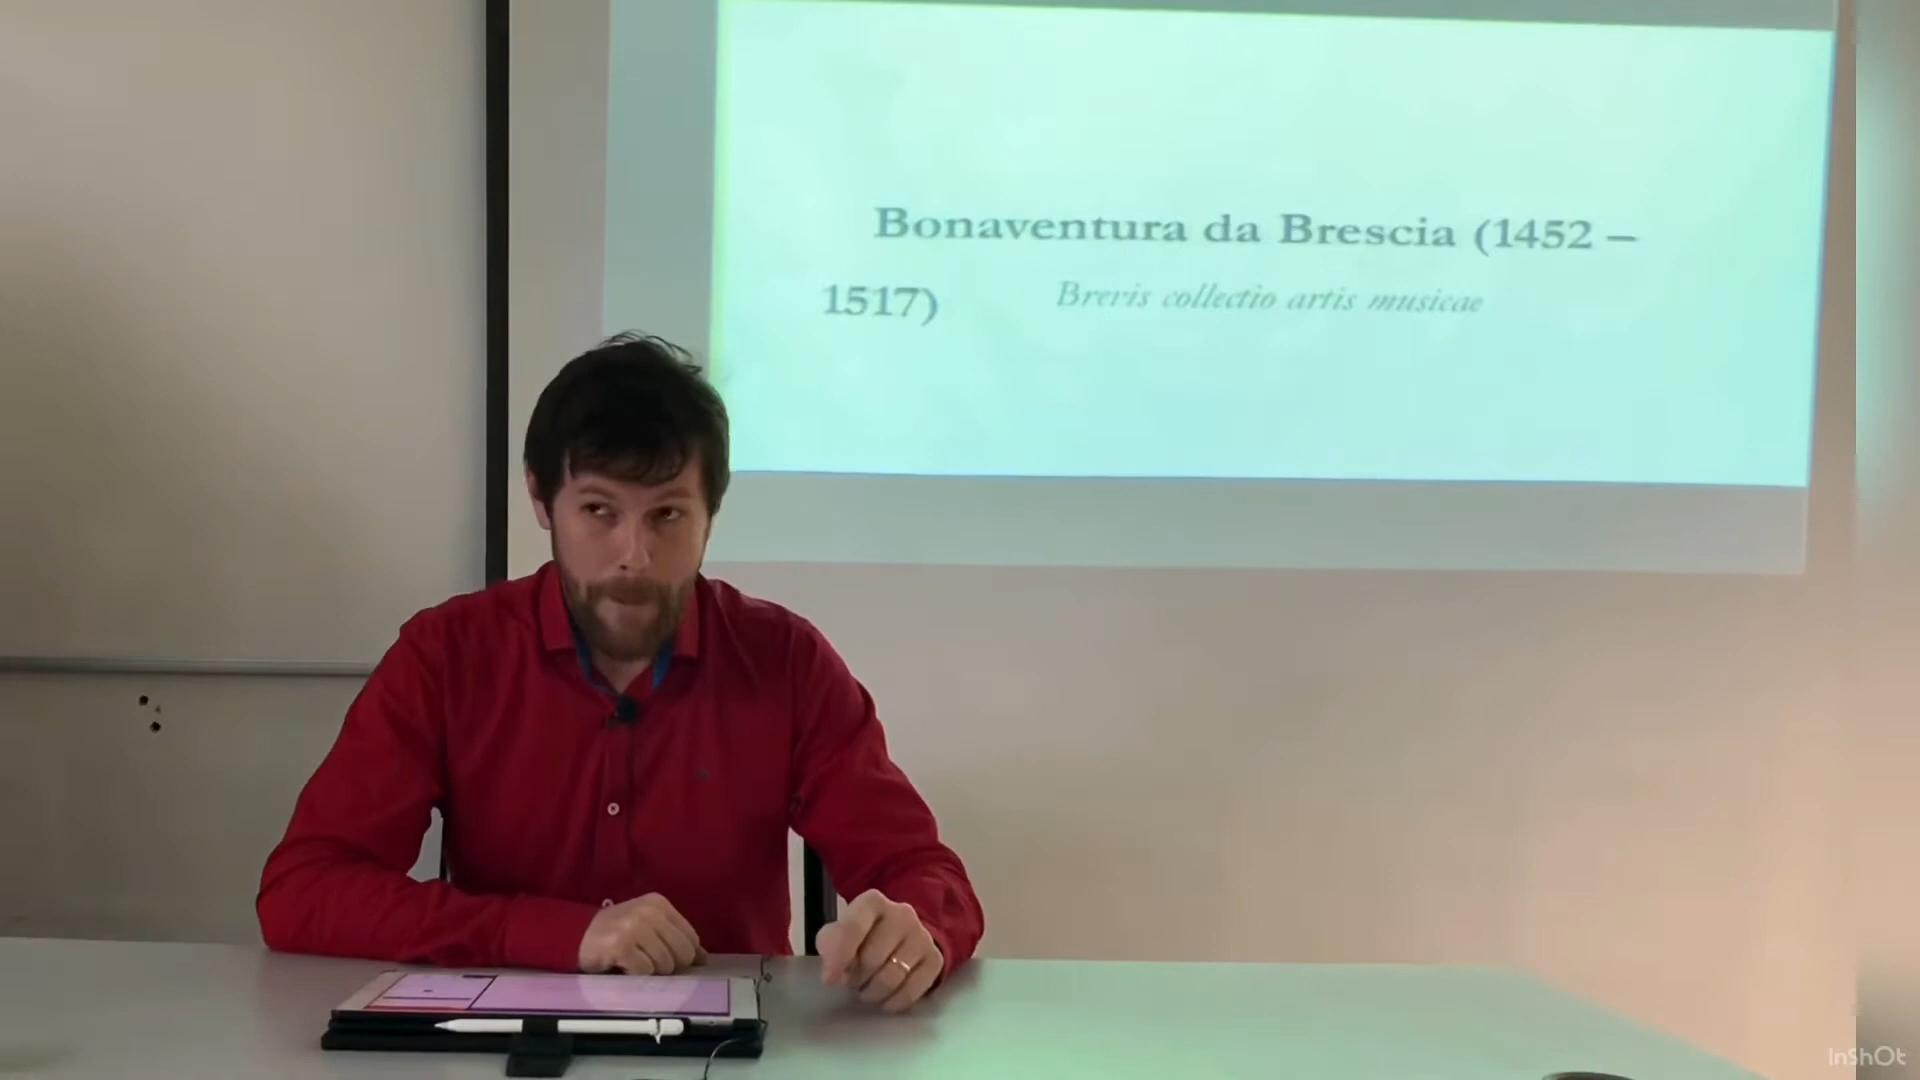 Bonaventura da Brescia (1452 –
1517) Brevis collectio artis musicae
InShOt